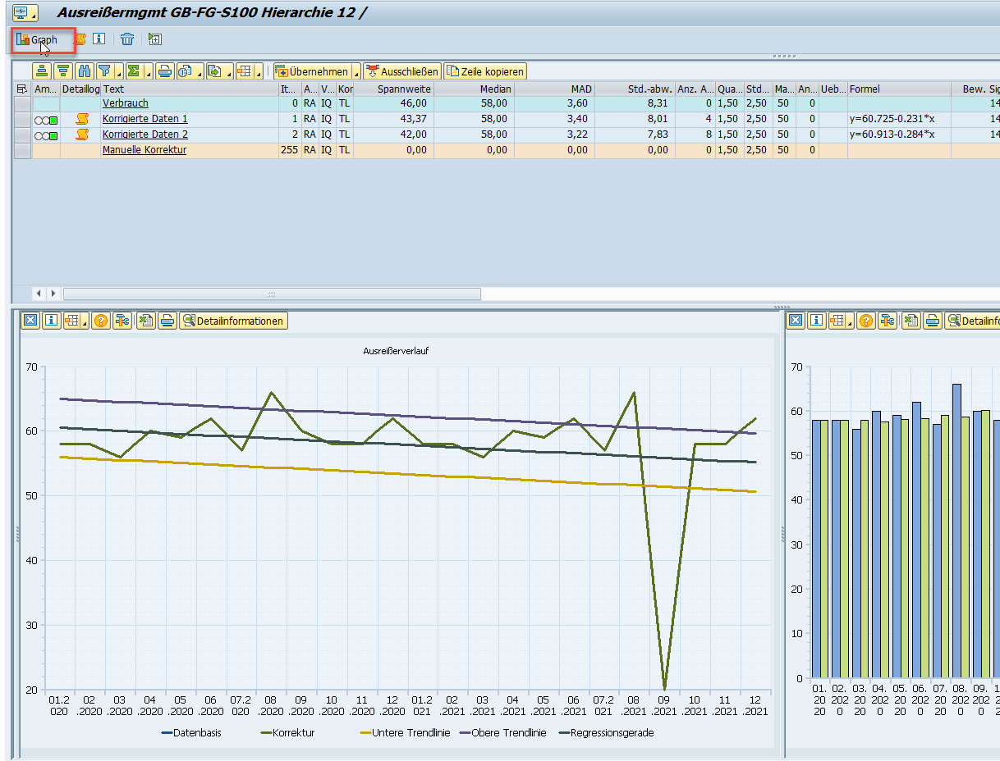 Ausreißermgmt GB-FG-S100 Hierarchie 12 /
Graph
Übernehmen Ausschließen Zeile kopieren
Am... Detaillog Text It... A... V... Kor Spannweite Median MAD Std.-abw. Anz. A... Qua... Std... Ma... An... Ueb... Formel Bew. Sig
Verbrauch 0 RA IQ TL 46,00 58,00 3,60 8,31 0 1,50 2,50 50 0 14
Korrigierte Daten 1 1 RA IQ TL 43,37 58,00 3,40 8,01 4 1,50 2,50 50 0 y=60.725-0.231*x 14
Korrigierte Daten 2 2 RA IQ TL 42,00 58,00 3,22 7,83 8 1,50 2,50 50 0 y=60.913-0.284*x 14
Manuelle Korrektur 255 RA IQ TL 0,00 0,00 0,00 0,00 0 1,50 2,50 50 0
Detailinformationen
Ausreißerverlauf
70
60
50
40
30
20
01.2 02 03 04 05 06 07.2 08 09 10 11 12 01.2 02 03 04 05 06 07.2 08 09 10 11 12
020 .2020 .2020 .2020 .2020 .2020 020 .2020 .2020 .2020 .2020 .2020 021 .2021 .2021 .2021 .2021 .2021 021 .2021 .2021 .2021 .2021 .2021
Datenbasis Korrektur Untere Trendlinie Obere Trendlinie Regressionsgerade
Detailinfo
70
60
50
40
30
20
10
0
01. 02. 03. 04. 05. 06. 07. 08. 09. 1
20 202 20 202 20 202 20 202 202 2
20 0 20 0 20 0 20 0 0 2